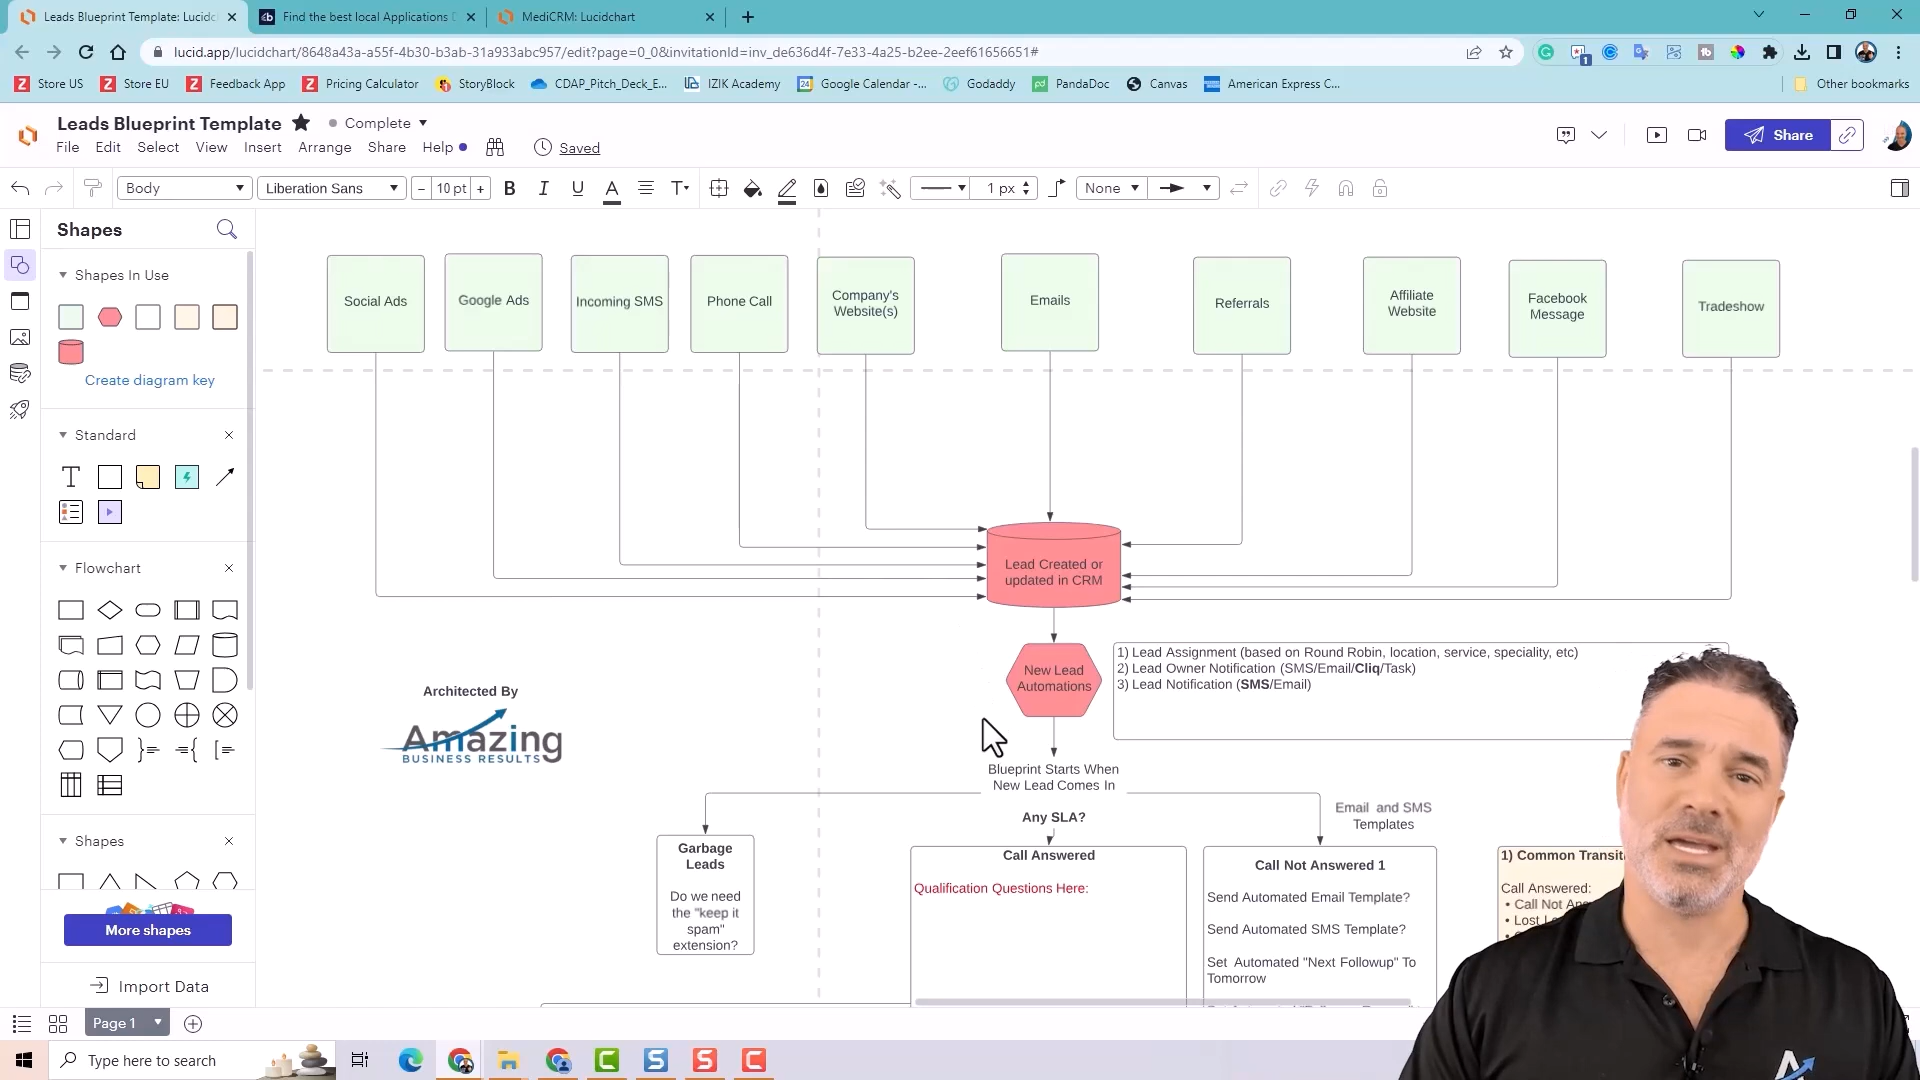 Leads Blueprint Template: Lucidc
Find the best local Applications D
MediCRM: Lucidchart
lucid.app/lucidchart/8648a43a-a55f-4b30-b3ab-31a933abc957/edit?page=0_0&invitationId=inv_de636d4f-7e33-4a25-b2ee-2eef61656651#
Store US
Store EU
Feedback App
Pricing Calculator
StoryBlock
CDAP_Pitch_Deck_E...
IZIK Academy
Google Calendar -...
Godaddy
PandaDoc
Canvas
American Express C...
Other bookmarks
Leads Blueprint Template
Complete
File Edit Select View Insert Arrange Share Help
Saved
Share
Body
Liberation Sans
10 pt
B I U A T
1 px
None
Shapes
Shapes In Use
Create diagram key
Standard
T
Flowchart
Shapes
More shapes
Import Data
Social Ads
Google Ads
Incoming SMS
Phone Call
Company's
Website(s)
Emails
Referrals
Affiliate
Website
Facebook
Message
Tradeshow
Lead Created or
updated in CRM
New Lead
Automations
1) Lead Assignment (based on Round Robin, location, service, speciality, etc)
2) Lead Owner Notification (SMS/Email/Cliq/Task)
3) Lead Notification (SMS/Email)
Architected By
Amazing
BUSINESS RESULTS
Blueprint Starts When
New Lead Comes In
Any SLA?
Email and SMS
Templates
Garbage
Leads
Do we need
the "keep it
spam"
extension?
Call Answered
Qualification Questions Here:
Call Not Answered 1
Send Automated Email Template?
Send Automated SMS Template?
Set Automated "Next Followup" To
Tomorrow
1) Common Transiti
Call Answered:
• Call Not An
• Lost L
Page 1
Type here to search